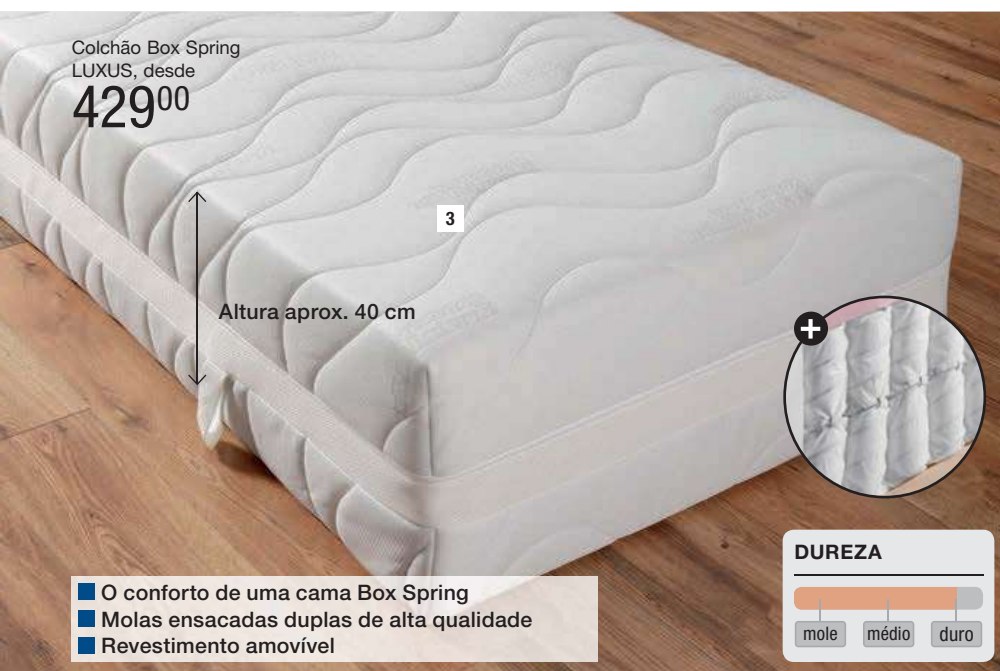 Colchão Box Spring
LUXUS, desde
42900
3
Altura aprox. 40 cm
DUREZA
mole médio duro
O conforto de uma cama Box Spring
Molas ensacadas duplas de alta qualidade
Revestimento amovível